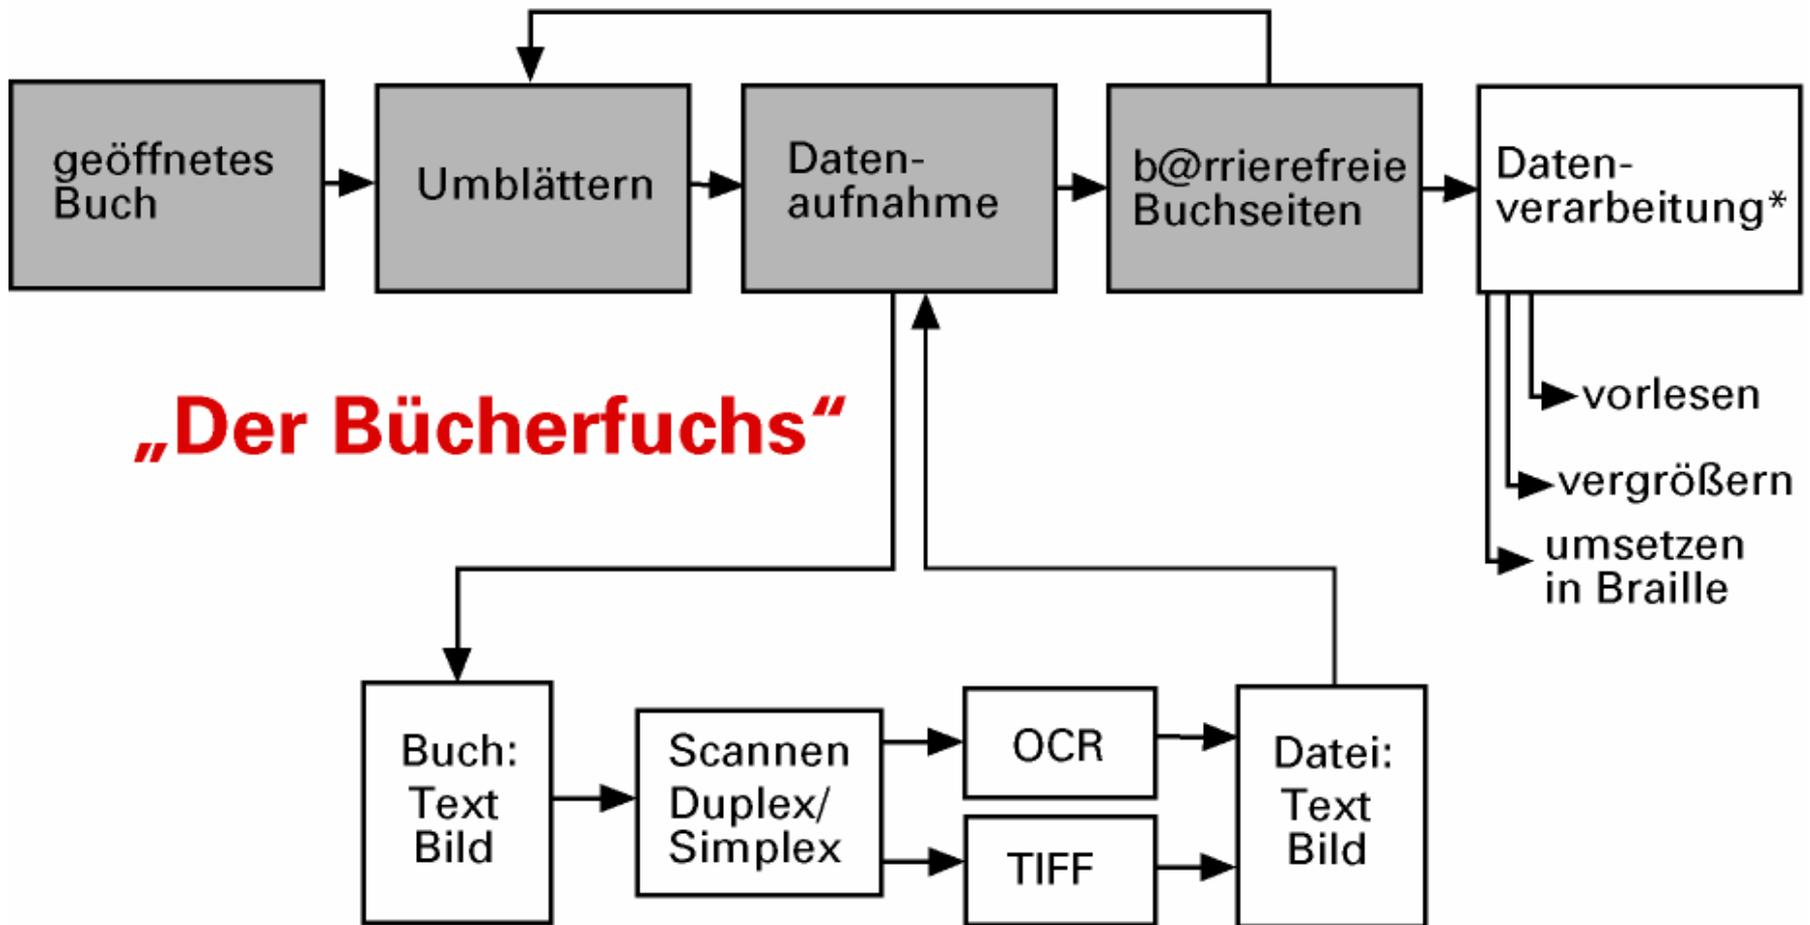 geöffnetes
Buch
Umblättern
Daten-
aufnahme
b@rrierefreie
Buchseiten
Daten-
verarbeitung*
„Der Bücherfuchs“
vorlesen
vergrößern
umsetzen
in Braille
Buch:
Text
Bild
Scannen
Duplex/
Simplex
OCR
TIFF
Datei:
Text
Bild